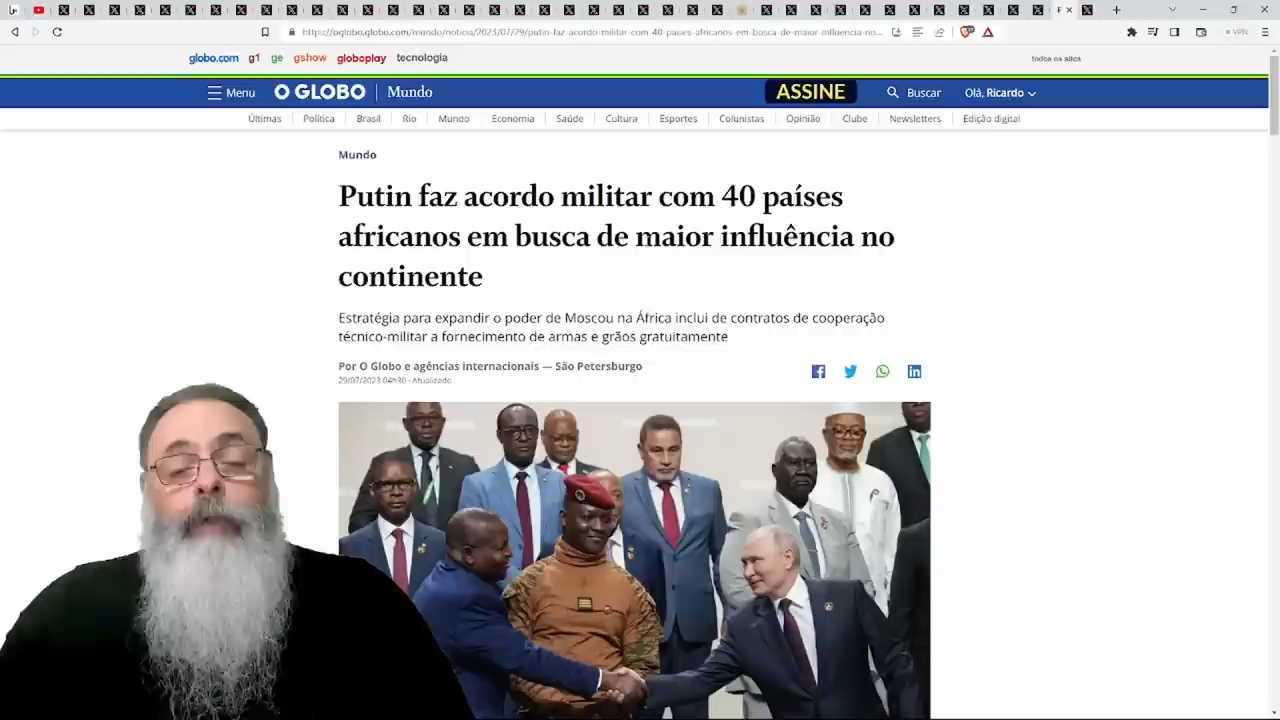 https://oglobo.globo.com/mundo/noticia/2023/07/29/putin-faz-acordo-militar-com-40-paises-africanos-em-busca-de-maior-influencia-no...
VPN
globo.com g1 ge gshow globoplay tecnologia
todos os sites
Menu O GLOBO Mundo ASSINE Buscar Olá, Ricardo
Últimas Política Brasil Rio Mundo Economia Saúde Cultura Esportes Colunistas Opinião Clube Newsletters Edição digital
Mundo
Putin faz acordo militar com 40 países
africanos em busca de maior influência no
continente
Estratégia para expandir o poder de Moscou na África inclui de contratos de cooperação
técnico-militar a fornecimento de armas e grãos gratuitamente
Por O Globo e agências internacionais — São Petersburgo
29/07/2023 04h30 · Atualizado